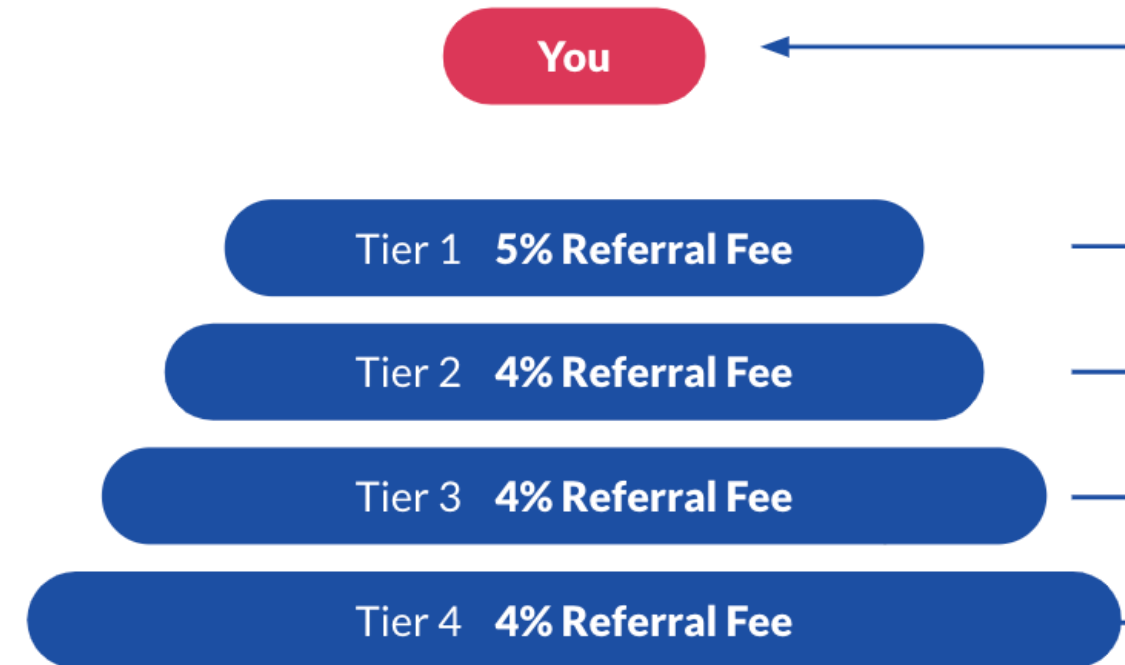 You
Tier 1 5% Referral Fee
Tier 2 4% Referral Fee
Tier 3 4% Referral Fee
Tier 4 4% Referral Fee